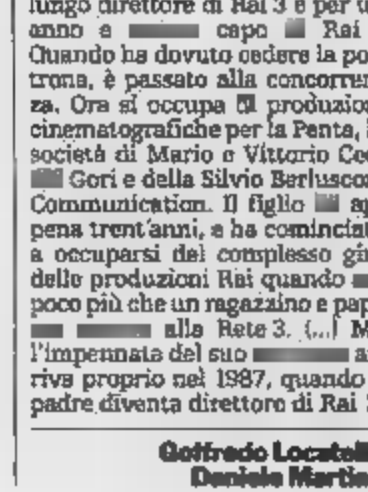 lungo direttore di Rai 3 e per u
anno e capo Rai
Quando ha dovuto cedere la po
trona, è passato alla concorren
za. Ora si occupa produzion
cinematografiche per la Penta,
società di Mario e Vittorio Cec
Gori e della Silvio Berluscon
Communication. Il figlio ap
pena trent'anni, e ha cominciat
a occuparsi del complesso gir
delle produzioni Rai quando
poco più che un ragazzino e pap
alla Rete 3. (...) M
l'impennata del suo a
riva proprio nel 1987, quando
padre diventa direttore di Rai
Goffredo Locatell
Daniele Martin